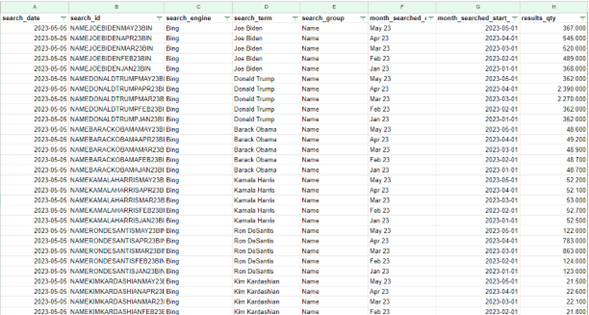 A B C D E F G H
search_date search_id search_engine search_term search_group month_searched_ month_searched_start_ results_qty
2023-05-05 NAMEJOEBIDENMAY23BIN Bing Joe Biden Name May 23 2023-05-01 367 000
2023-05-05 NAMEJOEBIDENAPR23BIN Bing Joe Biden Name Apr 23 2023-04-01 545 000
2023-05-05 NAMEJOEBIDENMAR23BIN Bing Joe Biden Name Mar 23 2023-03-01 520 000
2023-05-05 NAMEJOEBIDENFEB23BIN Bing Joe Biden Name Feb 23 2023-02-01 489 000
2023-05-05 NAMEJOEBIDENJAN23BIN Bing Joe Biden Name Jan 23 2023-01-01 368 000
2023-05-05 NAMEDONALDTRUMPMAY23BI Bing Donald Trump Name May 23 2023-05-01 362 000
2023-05-05 NAMEDONALDTRUMPAPR23BI Bing Donald Trump Name Apr 23 2023-04-01 2 390 000
2023-05-05 NAMEDONALDTRUMPMAR23BI Bing Donald Trump Name Mar 23 2023-03-01 2 270 000
2023-05-05 NAMEDONALDTRUMPFEB23BI Bing Donald Trump Name Feb 23 2023-02-01 362 000
2023-05-05 NAMEDONALDTRUMPJAN23BI Bing Donald Trump Name Jan 23 2023-01-01 362 000
2023-05-05 NAMEBARACKOBAMAMAY23BI Bing Barack Obama Name May 23 2023-05-01 48 600
2023-05-05 NAMEBARACKOBAMAAPR23BI Bing Barack Obama Name Apr 23 2023-04-01 49 200
2023-05-05 NAMEBARACKOBAMAMAR23BI Bing Barack Obama Name Mar 23 2023-03-01 48 900
2023-05-05 NAMEBARACKOBAMAFEB23BI Bing Barack Obama Name Feb 23 2023-02-01 48 700
2023-05-05 NAMEBARACKOBAMAJAN23BI Bing Barack Obama Name Jan 23 2023-01-01 48 700
2023-05-05 NAMEKAMALAHARRISMAY23BI Bing Kamala Harris Name May 23 2023-05-01 52 200
2023-05-05 NAMEKAMALAHARRISAPR23BI Bing Kamala Harris Name Apr 23 2023-04-01 52 100
2023-05-05 NAMEKAMALAHARRISMAR23BI Bing Kamala Harris Name Mar 23 2023-03-01 53 000
2023-05-05 NAMEKAMALAHARRISFEB23BI Bing Kamala Harris Name Feb 23 2023-02-01 52 700
2023-05-05 NAMEKAMALAHARRISJAN23BI Bing Kamala Harris Name Jan 23 2023-01-01 52 500
2023-05-05 NAMERONDESANTISMAY23BIN Bing Ron DeSantis Name May 23 2023-05-01 122 000
2023-05-05 NAMERONDESANTISAPR23BIN Bing Ron DeSantis Name Apr 23 2023-04-01 783 000
2023-05-05 NAMERONDESANTISMAR23BIN Bing Ron DeSantis Name Mar 23 2023-03-01 863 000
2023-05-05 NAMERONDESANTISFEB23BIN Bing Ron DeSantis Name Feb 23 2023-02-01 124 000
2023-05-05 NAMERONDESANTISJAN23BIN Bing Ron DeSantis Name Jan 23 2023-01-01 123 000
2023-05-05 NAMEKIMKARDASHIANMAY23 Bing Kim Kardashian Name May 23 2023-05-01 21 500
2023-05-05 NAMEKIMKARDASHIANAPR23 Bing Kim Kardashian Name Apr 23 2023-04-01 22 600
2023-05-05 NAMEKIMKARDASHIANMAR23 Bing Kim Kardashian Name Mar 23 2023-03-01 22 100
2023-05-05 NAMEKIMKARDASHIANFEB23 Bing Kim Kardashian Name Feb 23 2023-02-01 21 800